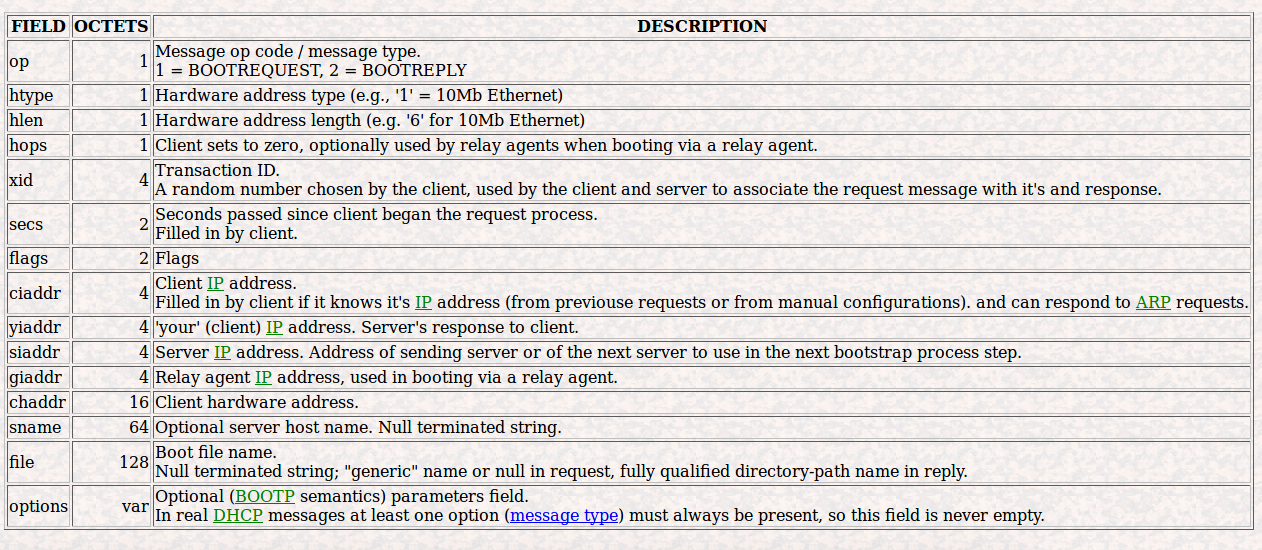 FIELD OCTETS DESCRIPTION
op 1 Message op code / message type.
1 = BOOTREQUEST, 2 = BOOTREPLY
htype 1 Hardware address type (e.g., '1' = 10Mb Ethernet)
hlen 1 Hardware address length (e.g. '6' for 10Mb Ethernet)
hops 1 Client sets to zero, optionally used by relay agents when booting via a relay agent.
xid 4 Transaction ID.
A random number chosen by the client, used by the client and server to associate the request message with it's and response.
secs 2 Seconds passed since client began the request process.
Filled in by client.
flags 2 Flags
ciaddr 4 Client IP address.
Filled in by client if it knows it's IP address (from previouse requests or from manual configurations). and can respond to ARP requests.
yiaddr 4 'your' (client) IP address. Server's response to client.
siaddr 4 Server IP address. Address of sending server or of the next server to use in the next bootstrap process step.
giaddr 4 Relay agent IP address, used in booting via a relay agent.
chaddr 16 Client hardware address.
sname 64 Optional server host name. Null terminated string.
file 128 Boot file name.
Null terminated string; "generic" name or null in request, fully qualified directory-path name in reply.
options var Optional (BOOTP semantics) parameters field.
In real DHCP messages at least one option (message type) must always be present, so this field is never empty.